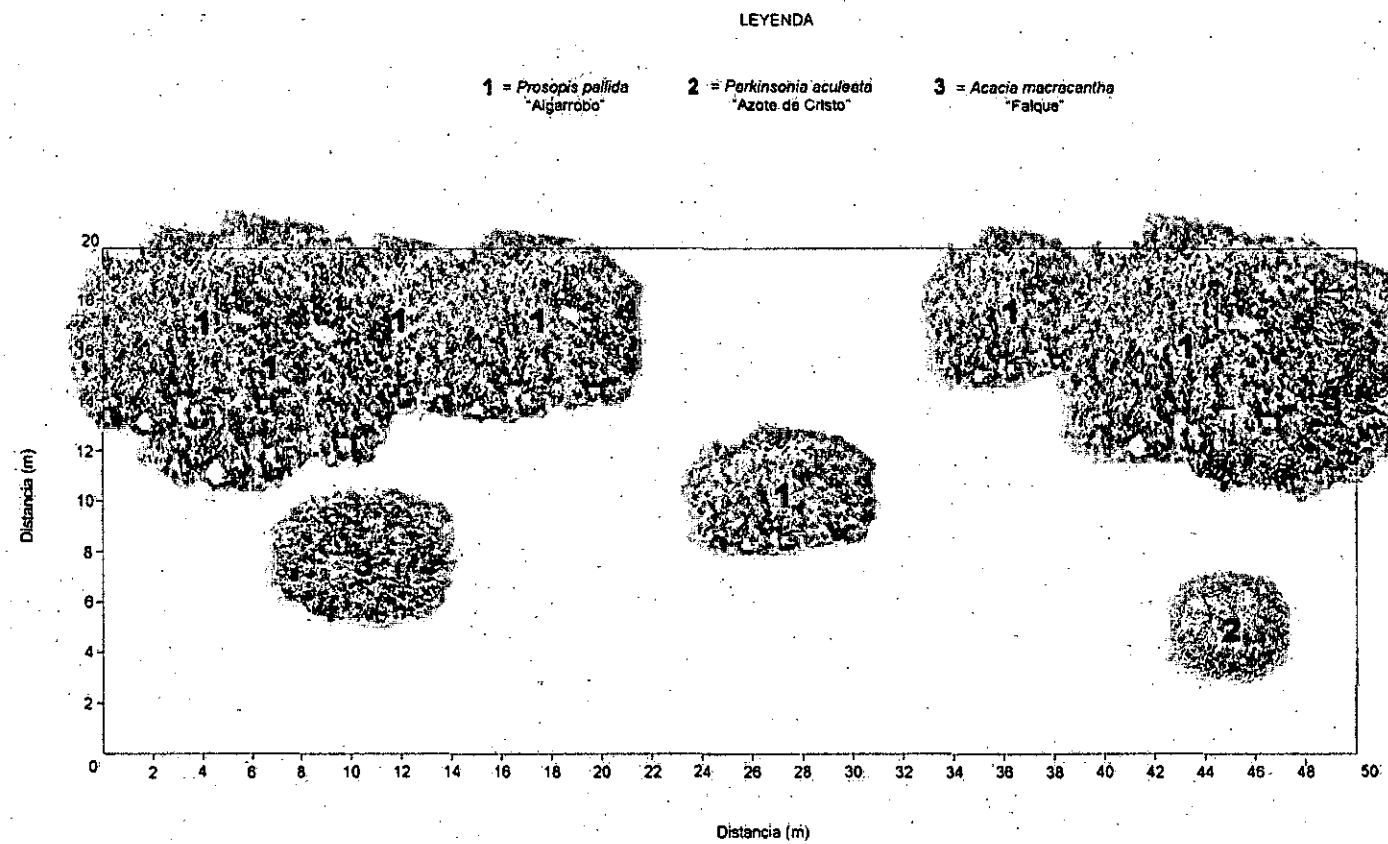 LEYENDA
1 = Prosopis pallida 2 = Parkinsonia aculeata 3 = Acacia macracantha
"Algarrobo" "Azote de Cristo" "Faique"
20
18
1 1 1 1 1
1 1
12
Distancia (m)
10
1
8
3
6
2
4
2
0 2 4 6 8 10 12 14 16 18 20 22 24 26 28 30 32 34 36 38 40 42 44 46 48 50
Distancia (m)